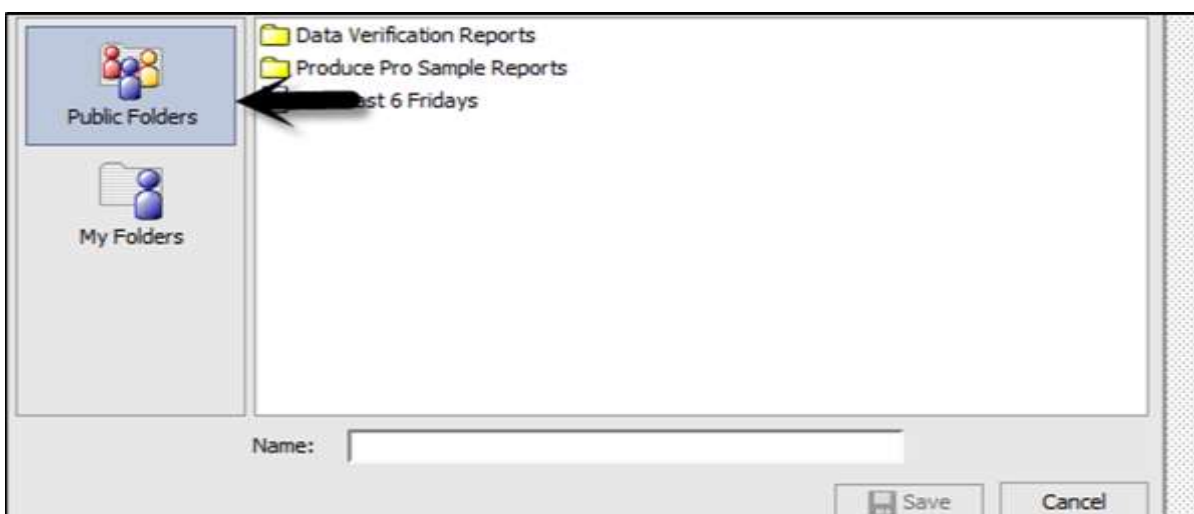 Data Verification Reports
Produce Pro Sample Reports
6 Fridays
Public Folders
My Folders
Name:
Save
Cancel